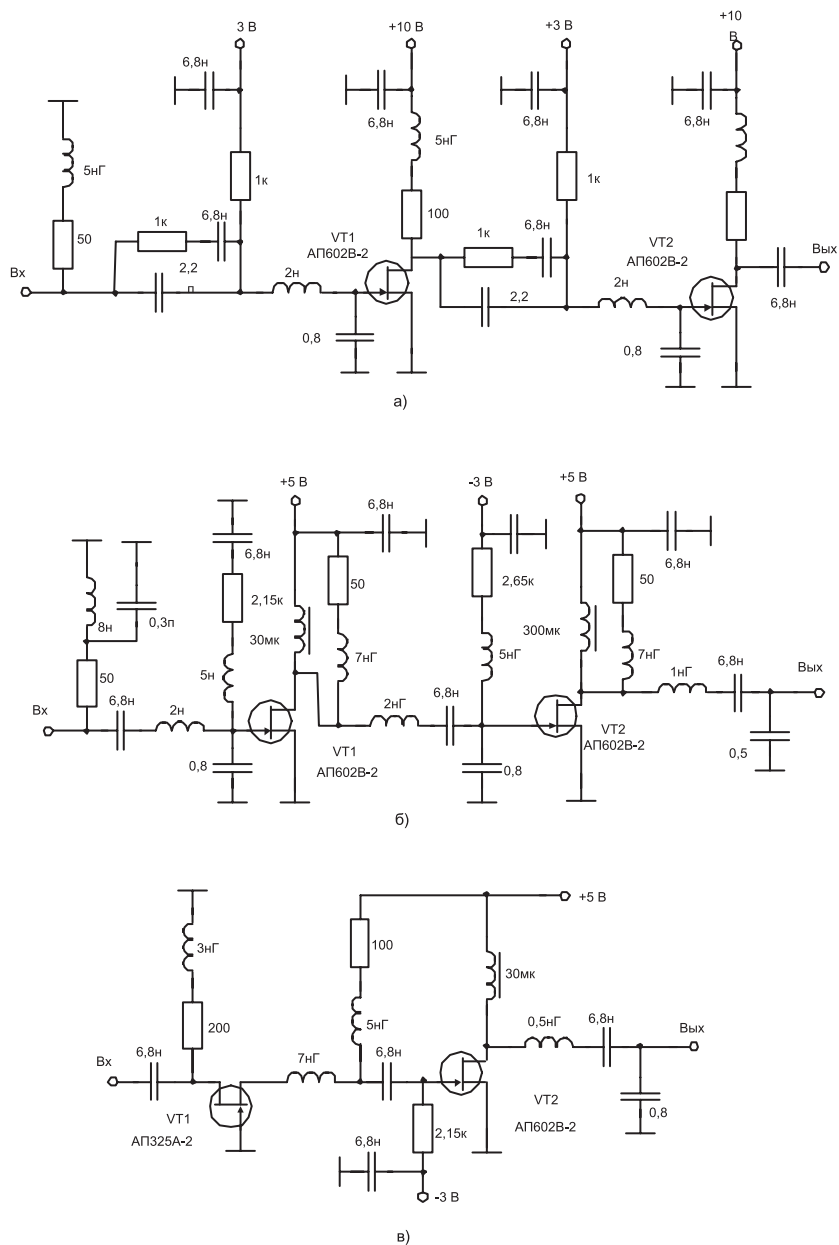 3 В
+10 В
+3 В
+10
В
6,8н
6,8н
6,8н
6,8н
5нГ
5нГ
1к
1к
50
1к
6,8н
100
1к
6,8н
VT1
АП602В-2
VT2
АП602В-2
Вх
Вых
2,2
п
2н
2,2
2н
6,8н
0,8
0,8
а)
+5 В
-3 В
+5 В
6,8н
6,8н
6,8н
50
2,65к
50
8н
0,3п
2,15к
30мк
300мк
7нГ
5нГ
7нГ
50
5н
1нГ
6,8н
Вых
Вх
6,8н
2н
2нГ
6,8н
VT1
АП602В-2
VT2
АП602В-2
0,8
0,8
0,5
б)
+5 В
3нГ
100
30мк
200
5нГ
0,5нГ
6,8н
Вых
Вх
6,8н
7нГ
6,8н
VT1
АП325А-2
VT2
АП602В-2
2,15к
0,8
6,8н
-3 В
в)